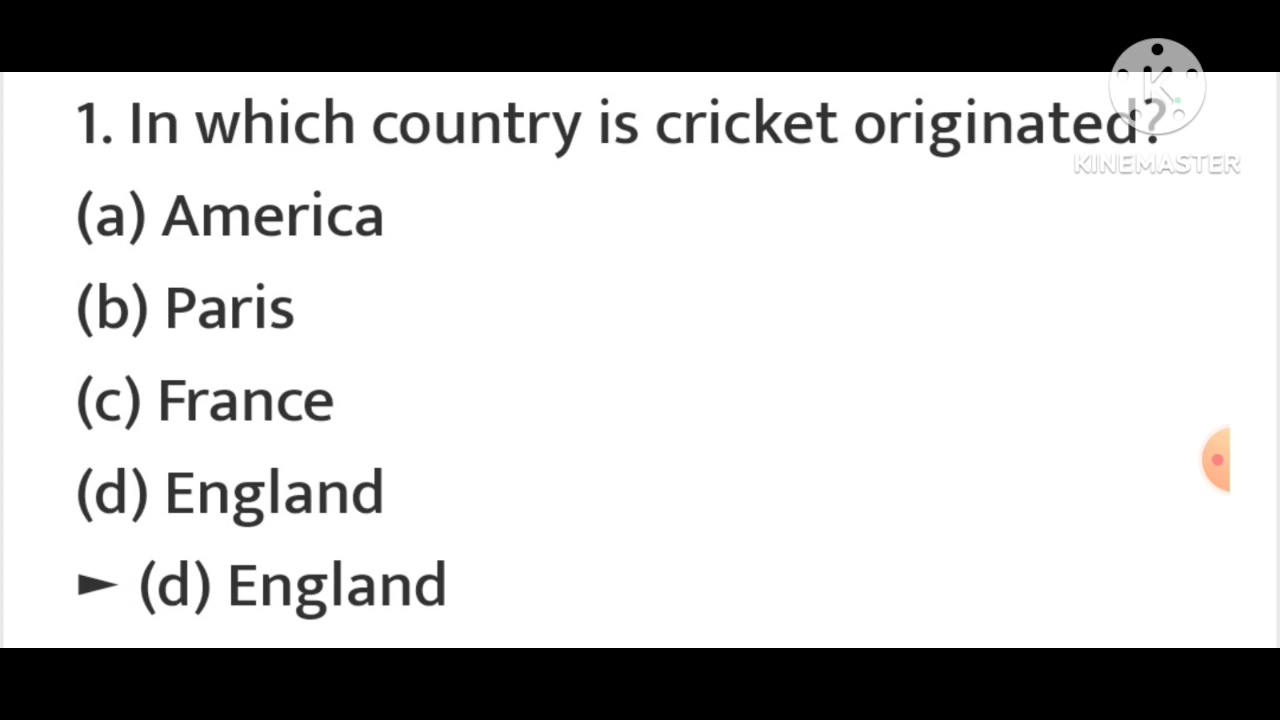 1. In which country is cricket originated?
KINEMASTER
(a) America
(b) Paris
(c) France
(d) England
► (d) England